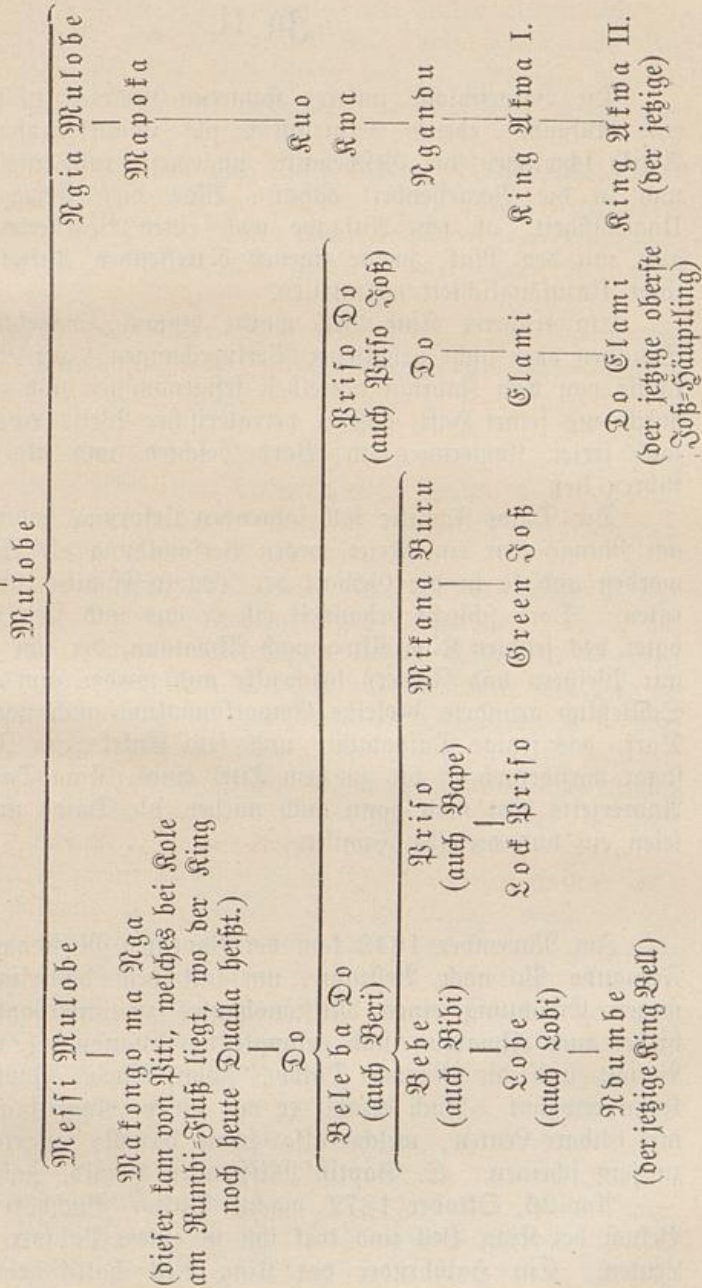 Mulobe
Messi Mulobe Ngia Mulobe
Makongo ma Nga Mapoka
(dieser kam von Piti, welches bei Kole
am Rumbi-Fluß liegt, wo der King
noch heute Duala heißt.)
Do Kuo
Bele ba Do Priso Do Kwa
(auch Beri) (auch Priso Joß)
Bebe Priso Mikana Buru Do Ngandu
(auch Bibi) (auch Bape)
Lobe Lock Priso Green Joß Elami King Akwa I.
(auch Lobi)
Ndumbe Do Elami King Akwa II.
(der jetzige King Bell) (der jetzige oberste (der jetzige)
Joß-Häuptling)